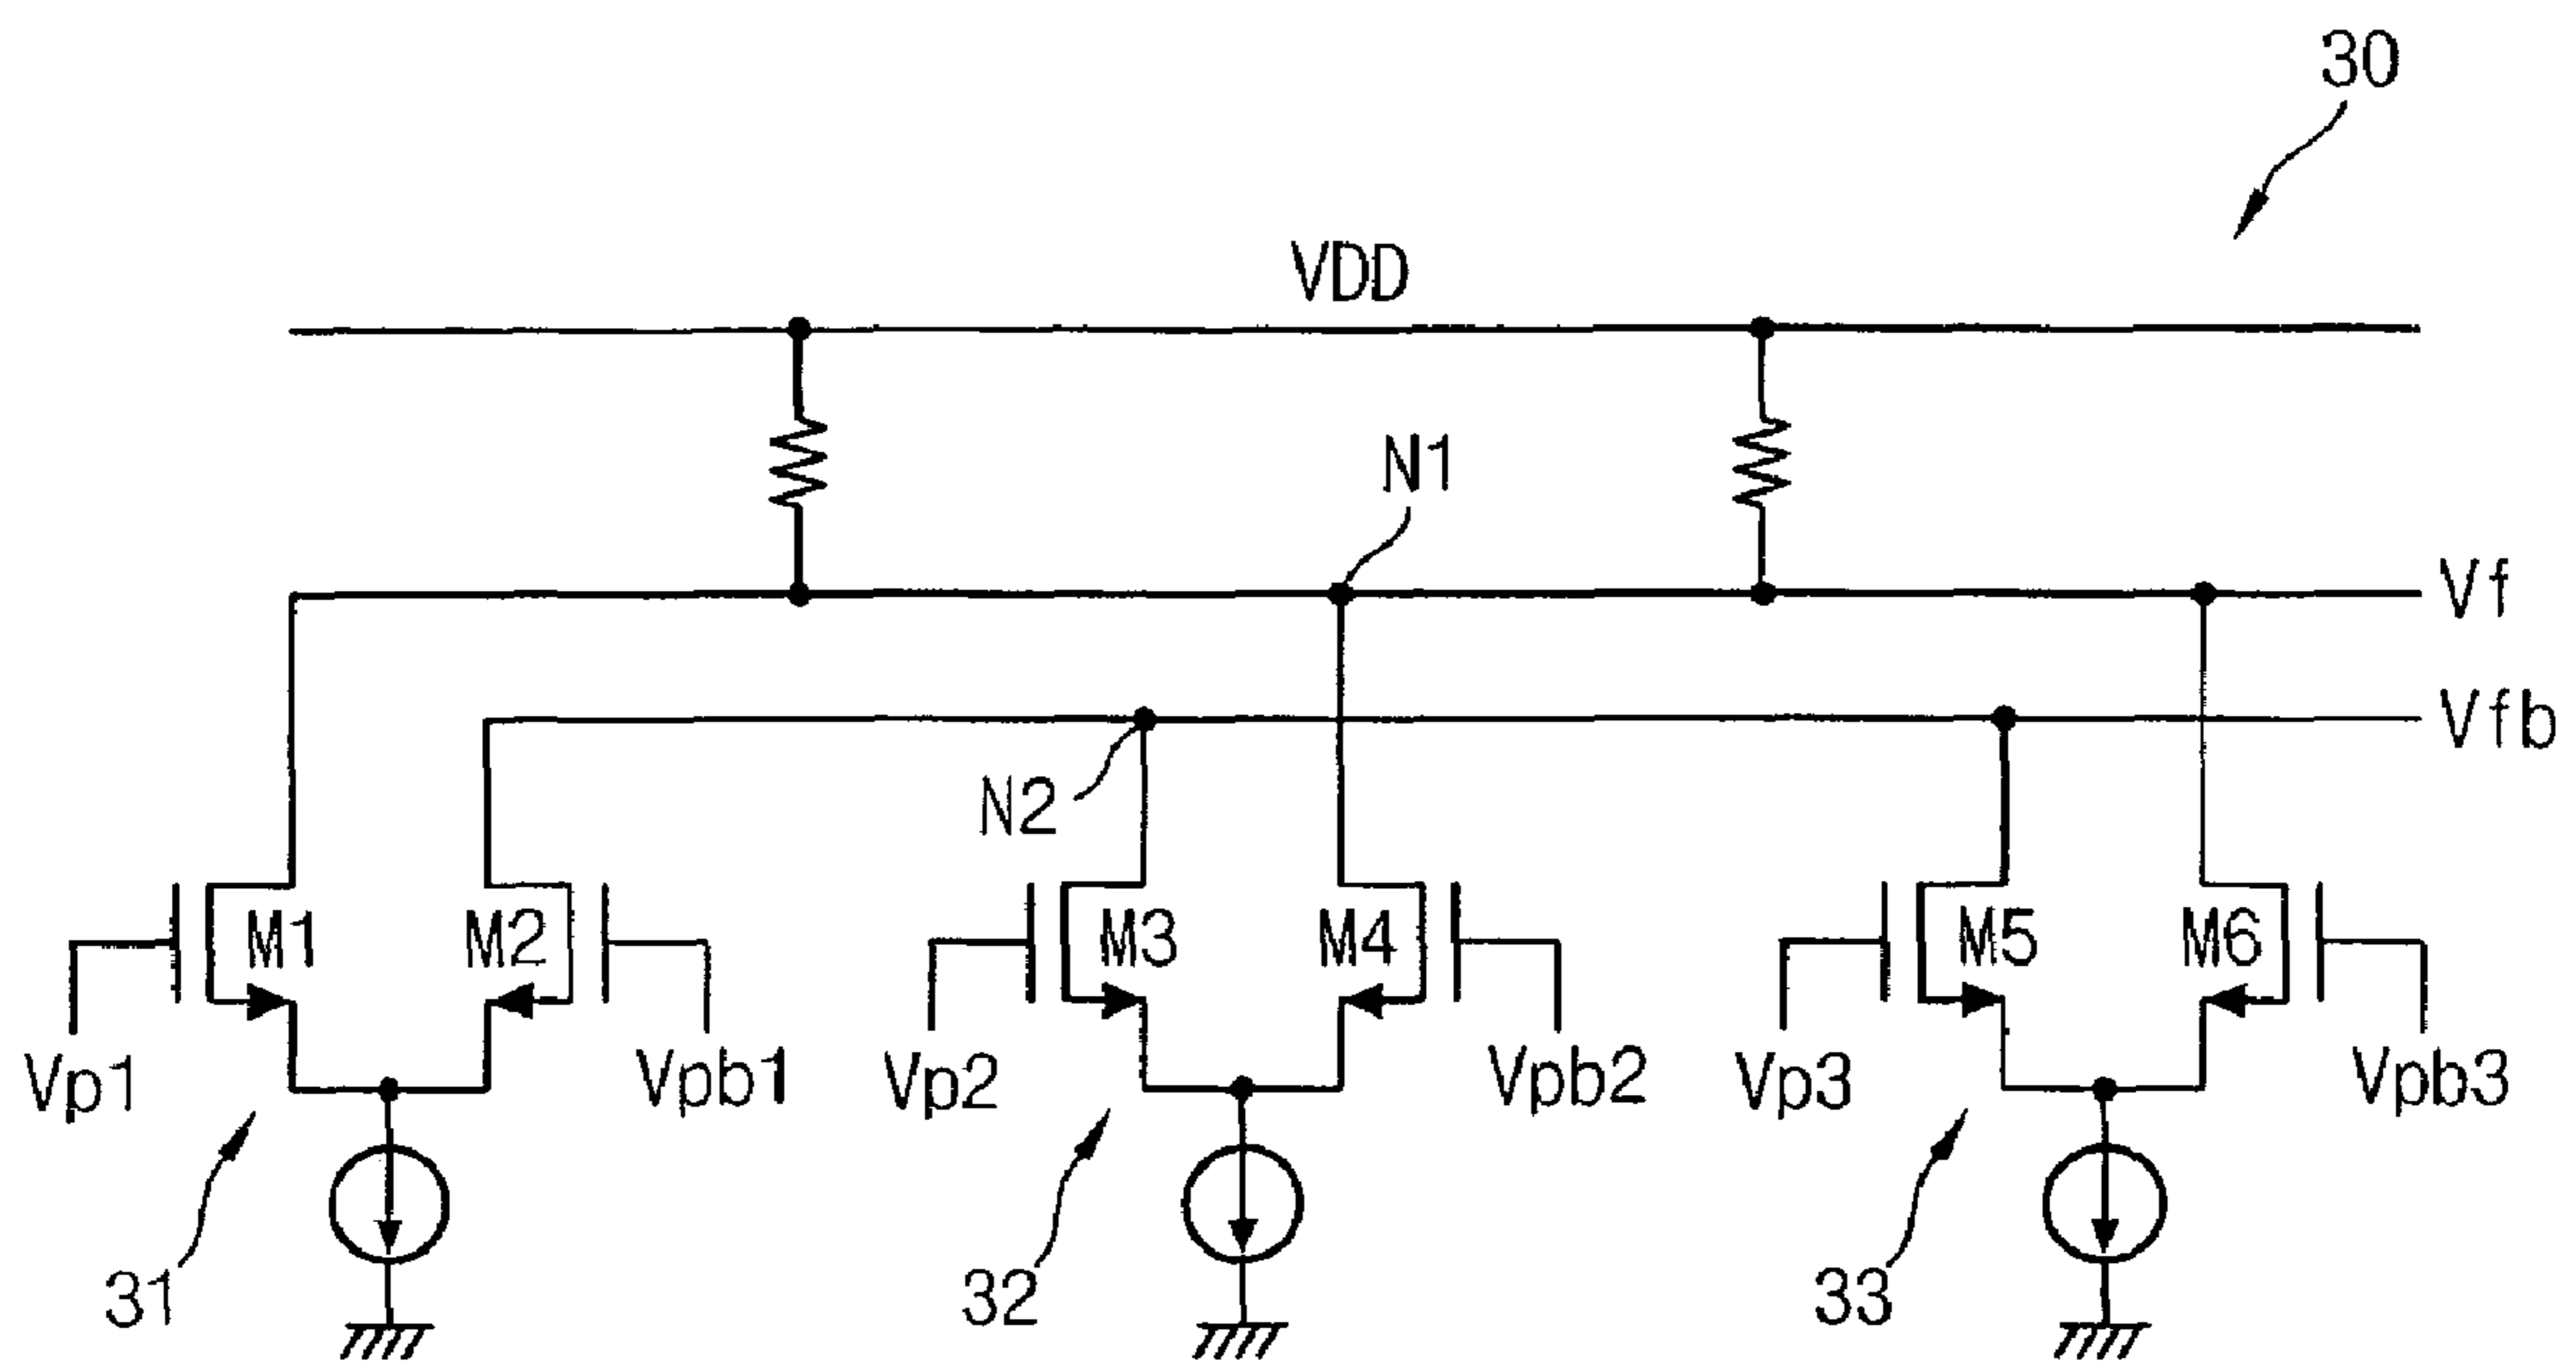 30
VDD
N1
Vf
Vfb
N2
M1 M2 M3 M4 M5 M6
Vp1 Vpb1 Vp2 Vpb2 Vp3 Vpb3
31 32 33